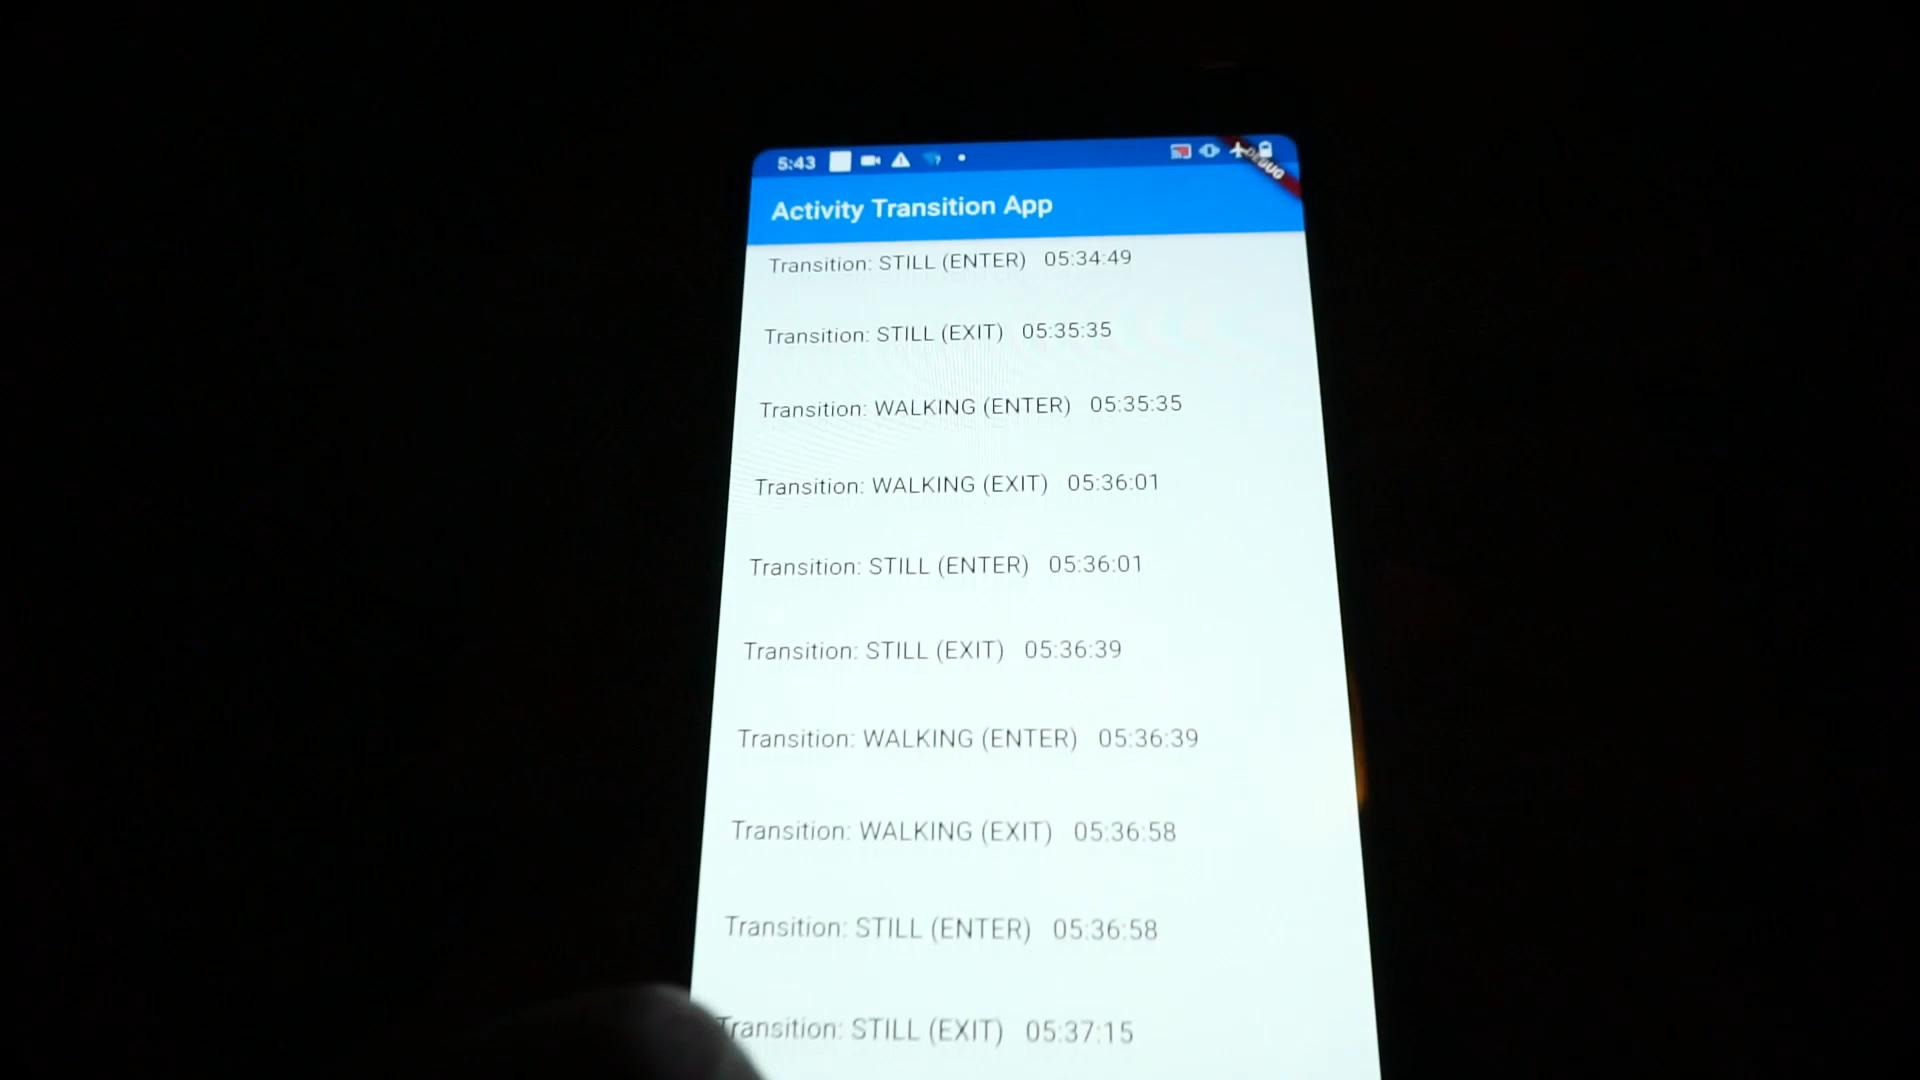 5:43
DEBUG
Activity Transition App
Transition: STILL (ENTER) 05:34:49
Transition: STILL (EXIT) 05:35:35
Transition: WALKING (ENTER) 05:35:35
Transition: WALKING (EXIT) 05:36:01
Transition: STILL (ENTER) 05:36:01
Transition: STILL (EXIT) 05:36:39
Transition: WALKING (ENTER) 05:36:39
Transition: WALKING (EXIT) 05:36:58
Transition: STILL (ENTER) 05:36:58
Transition: STILL (EXIT) 05:37:15